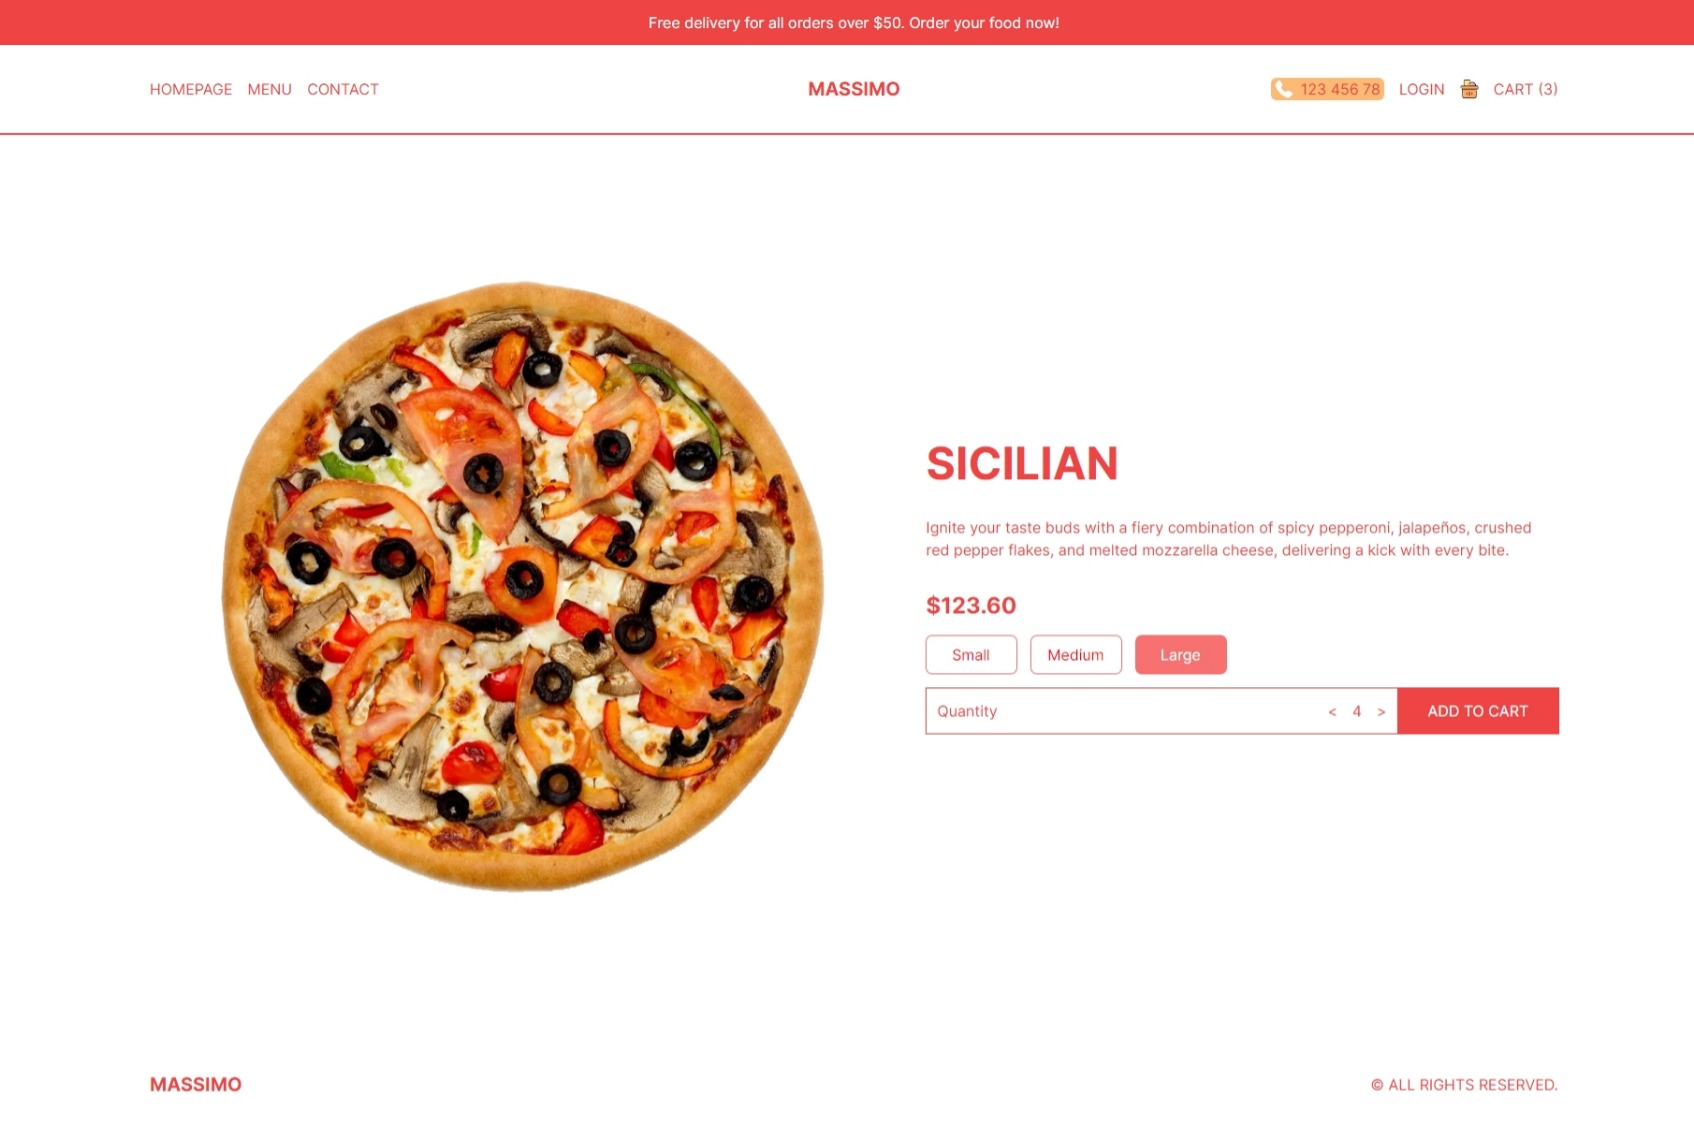 Free delivery for all orders over $50. Order your food now!
HOMEPAGE MENU CONTACT
MASSIMO
123 456 78 LOGIN CART (3)
SICILIAN
Ignite your taste buds with a fiery combination of spicy pepperoni, jalapeños, crushed
red pepper flakes, and melted mozzarella cheese, delivering a kick with every bite.
$123.60
Small Medium Large
Quantity < 4 > ADD TO CART
MASSIMO
© ALL RIGHTS RESERVED.